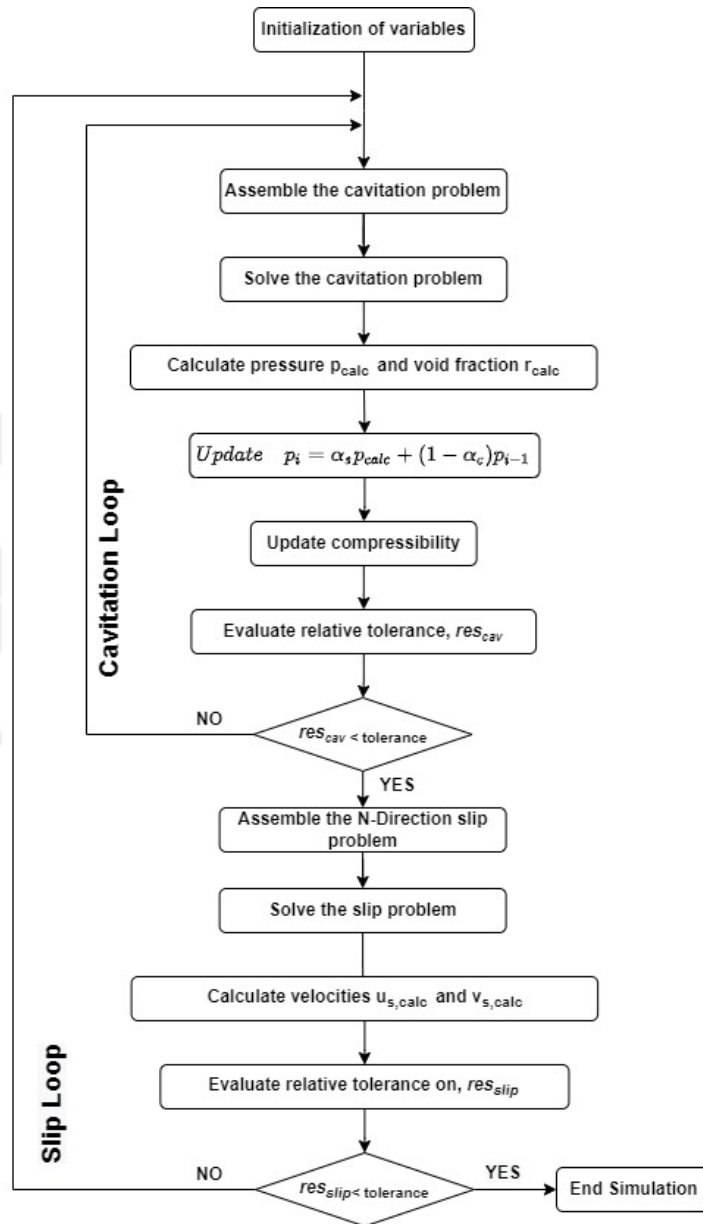 Initialization of variables
Assemble the cavitation problem
Solve the cavitation problem
Calculate pressure p_calc and void fraction r_calc
Update p_i = α_s p_calc + (1 − α_c)p_{i−1}
Update compressibility
Evaluate relative tolerance, res_cav
Cavitation Loop
NO
res_cav < tolerance
YES
Assemble the N-Direction slip
problem
Solve the slip problem
Calculate velocities u_s,calc and v_s,calc
Evaluate relative tolerance on, res_slip
Slip Loop
NO
res_slip < tolerance
YES
End Simulation